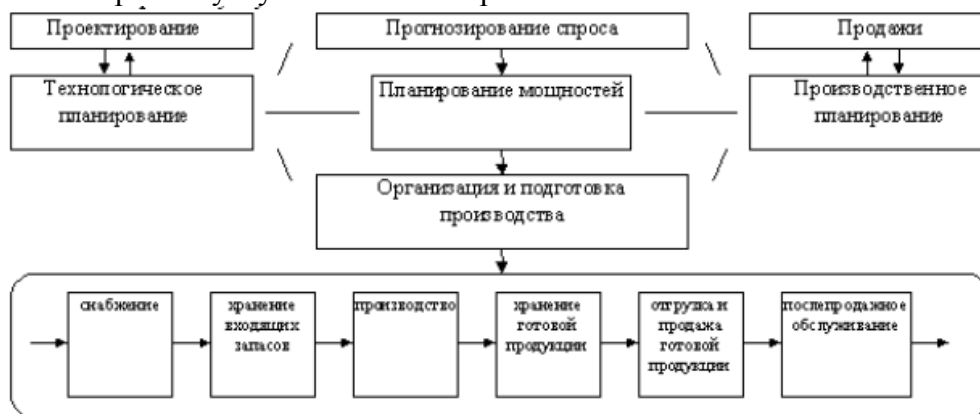 Проектирование
Прогнозирование спроса
Продажи
Технологическое
планирование
Планирование мощностей
Производственное
планирование
Организация и подготовка
производства
снабжение
хранение
входящих
запасов
производство
хранение
готовой
продукции
отгрузка и
продажа
готовой
продукции
послепродажное
обслуживание